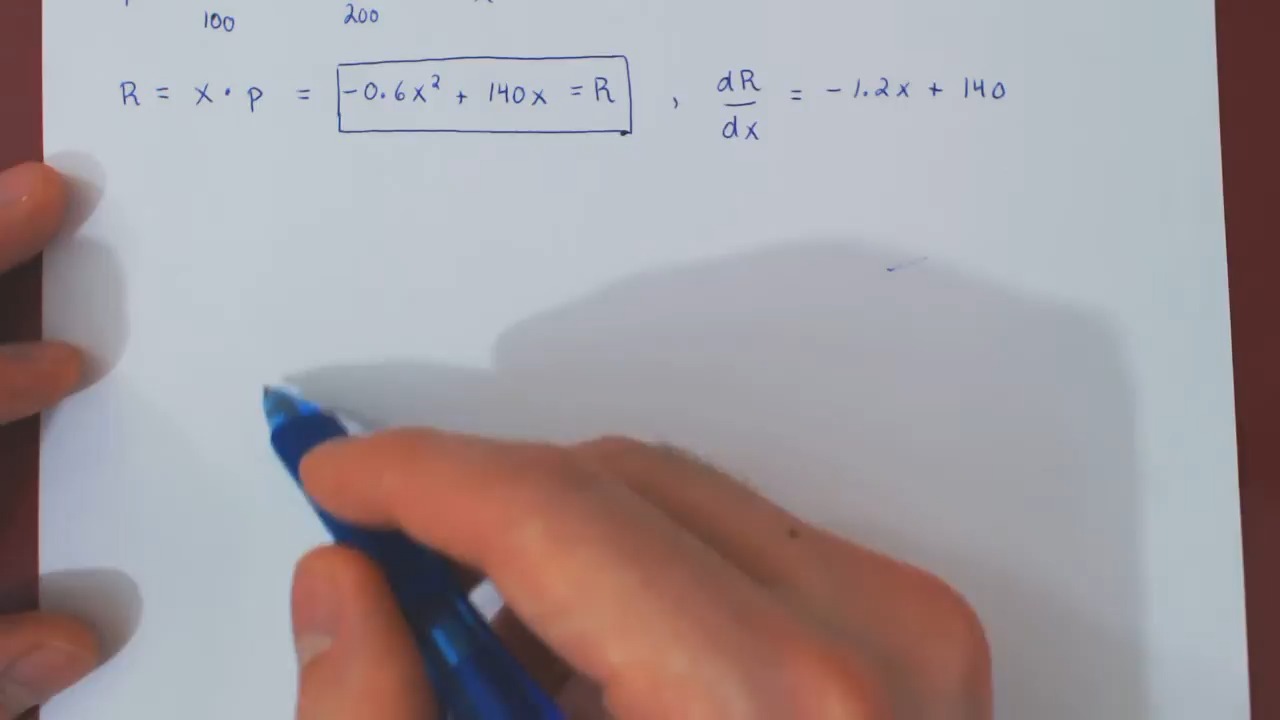 100 200
R = x · p = -0.6x² + 140x = R , dR/dx = -1.2x + 140